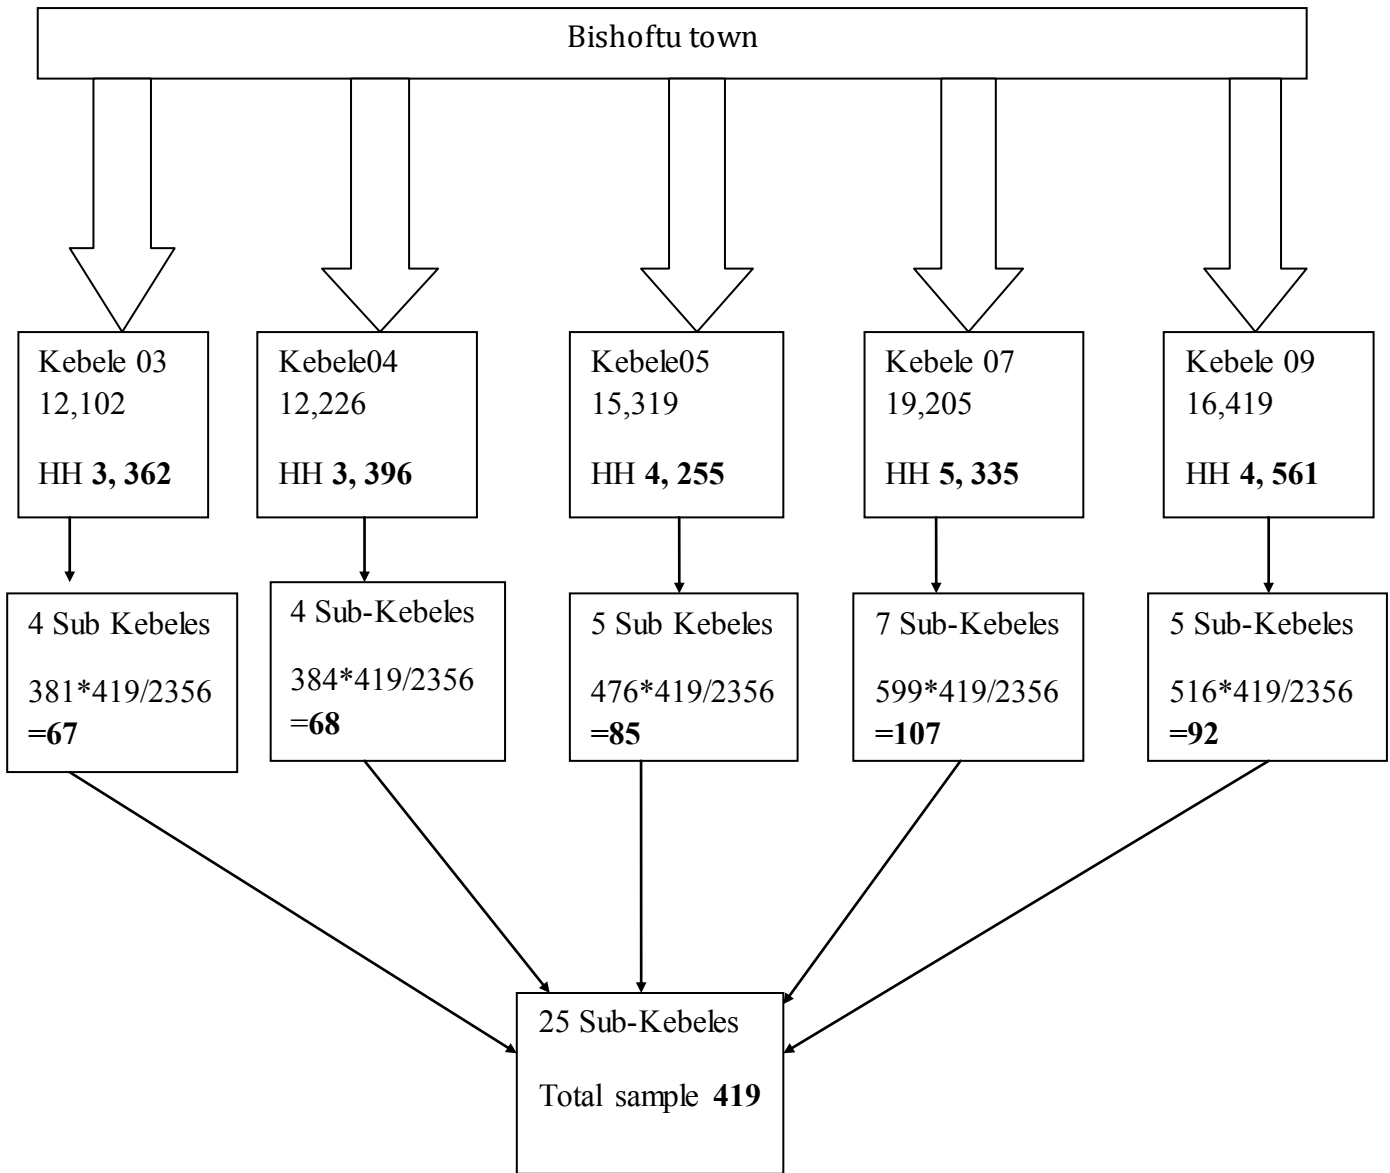 Bishoftu town
Kebele 03
12,102
HH 3, 362
Kebele04
12,226
HH 3, 396
Kebele05
15,319
HH 4, 255
Kebele 07
19,205
HH 5, 335
Kebele 09
16,419
HH 4, 561
4 Sub Kebeles
381*419/2356
=67
4 Sub-Kebeles
384*419/2356
=68
5 Sub Kebeles
476*419/2356
=85
7 Sub-Kebeles
599*419/2356
=107
5 Sub-Kebeles
516*419/2356
=92
25 Sub-Kebeles
Total sample 419